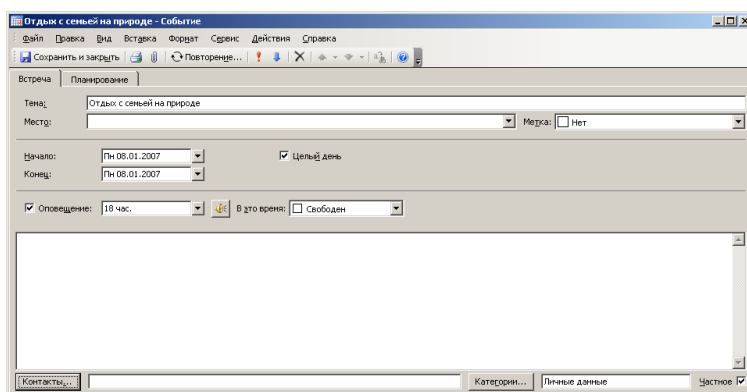 Отдых с семьей на природе - Событие
Файл Правка Вид Вставка Формат Сервис Действия Справка
Сохранить и закрыть Повторение...
Встреча Планирование
Тема: Отдых с семьей на природе
Место: Метка: Нет
Начало: Пн 08.01.2007 Целый день
Конец: Пн 08.01.2007
Оповещение: 18 час. В это время: Свободен
Контакты... Категории... Личные данные Частное